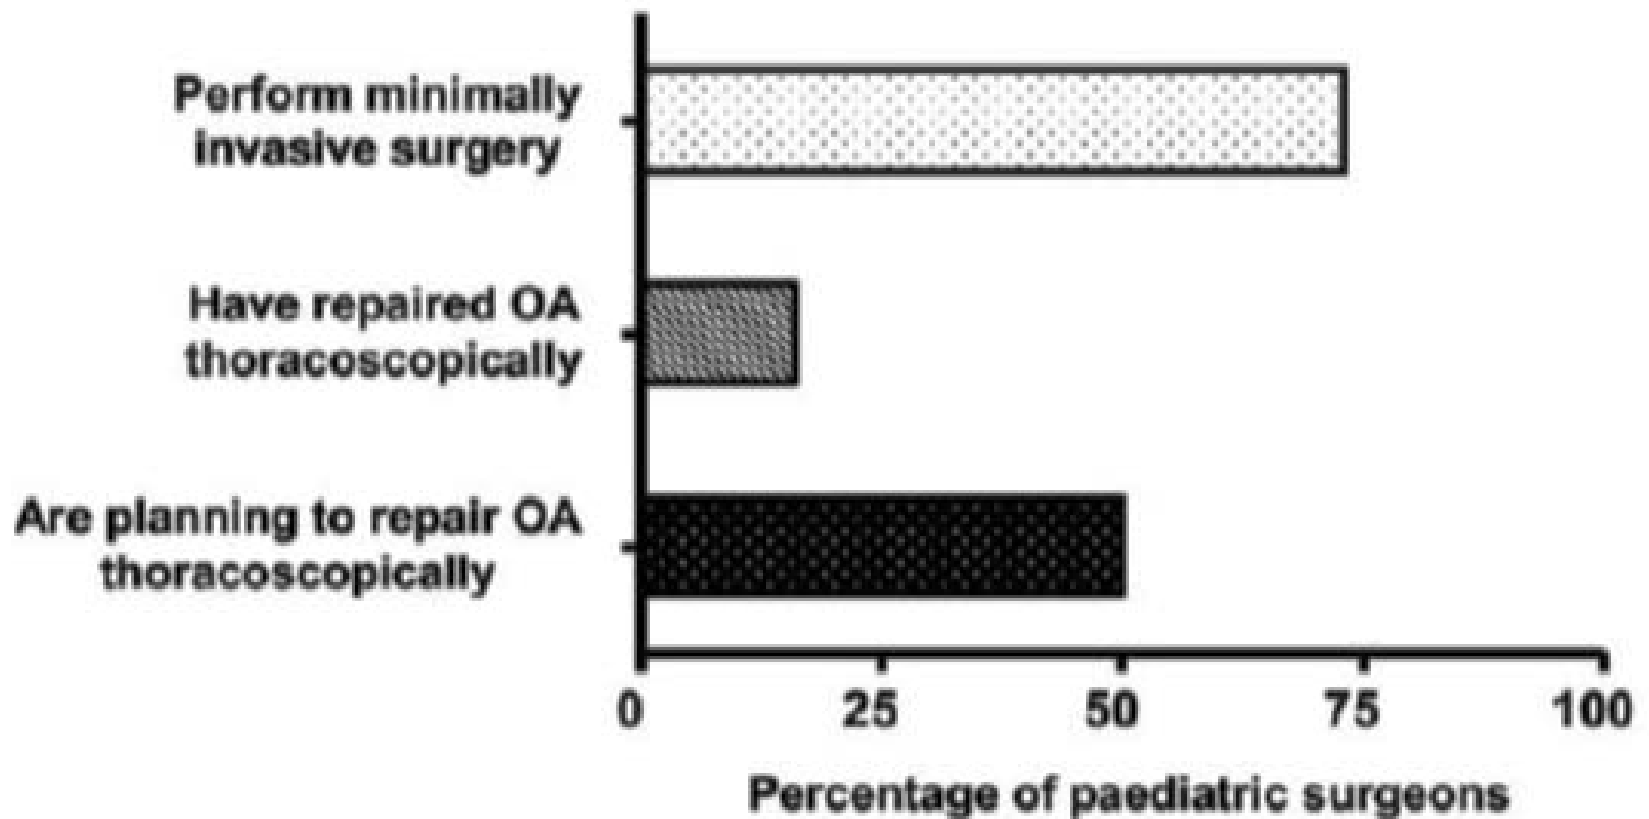 Perform minimally
invasive surgery
Have repaired OA
thoracoscopically
Are planning to repair OA
thoracoscopically
0 25 50 75 100
Percentage of paediatric surgeons